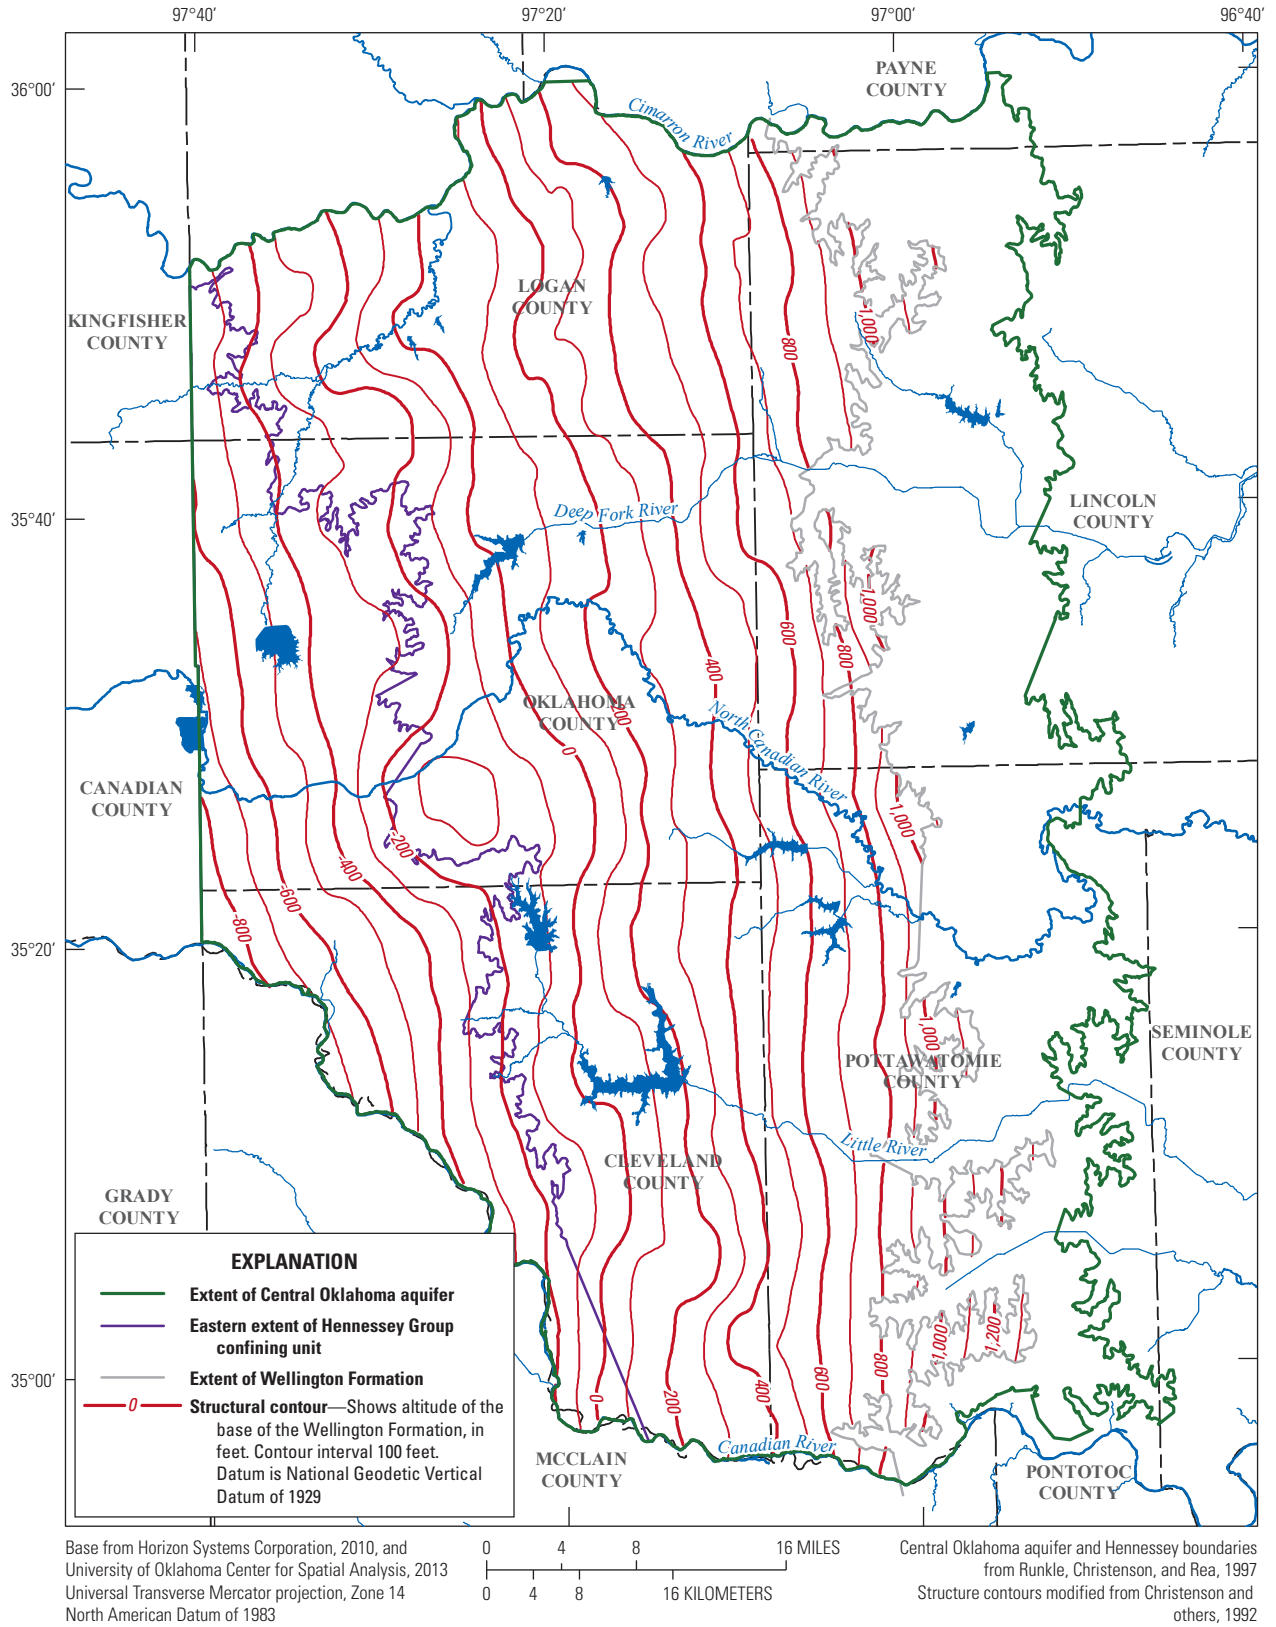 97°40′
97°20′
97°00′
96°40′
36°00′
35°40′
35°20′
35°00′
PAYNE
COUNTY
Cimarron River
LOGAN
COUNTY
KINGFISHER
COUNTY
800
1,000
LINCOLN
COUNTY
Deep Fork River
1,000
600
800
400
OKLAHOMA
COUNTY
200
0
North Canadian River
CANADIAN
COUNTY
1,000
-200
-400
-600
-800
1,000
SEMINOLE
COUNTY
POTTAWATOMIE
COUNTY
Little River
CLEVELAND
COUNTY
GRADY
COUNTY
1,000
1,200
800
600
400
200
0
0
Canadian River
MCCLAIN
COUNTY
PONTOTOC
COUNTY
EXPLANATION
Extent of Central Oklahoma aquifer
Eastern extent of Hennessey Group
confining unit
Extent of Wellington Formation
0
Structural contour—Shows altitude of the
base of the Wellington Formation, in
feet. Contour interval 100 feet.
Datum is National Geodetic Vertical
Datum of 1929
Base from Horizon Systems Corporation, 2010, and
University of Oklahoma Center for Spatial Analysis, 2013
Universal Transverse Mercator projection, Zone 14
North American Datum of 1983
0 4 8 16 MILES
0 4 8 16 KILOMETERS
Central Oklahoma aquifer and Hennessey boundaries
from Runkle, Christenson, and Rea, 1997
Structure contours modified from Christenson and
others, 1992